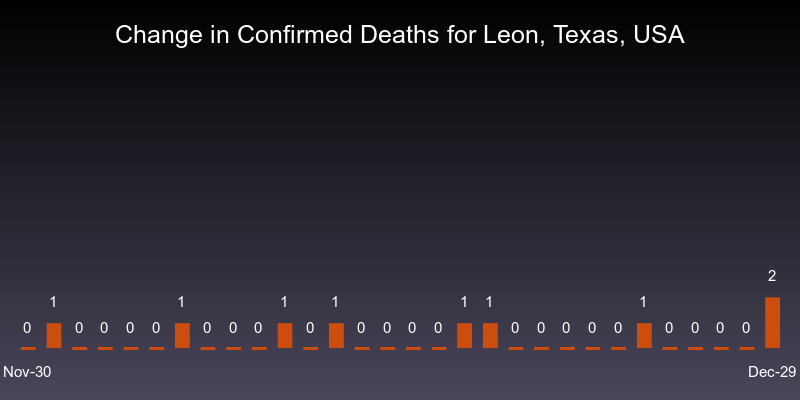 Change in Confirmed Deaths for Leon, Texas, USA
2
1 1 1 1 1 1 1
0 0 0 0 0 0 0 0 0 0 0 0 0 0 0 0 0 0 0 0 0 0
Nov-30 Dec-29